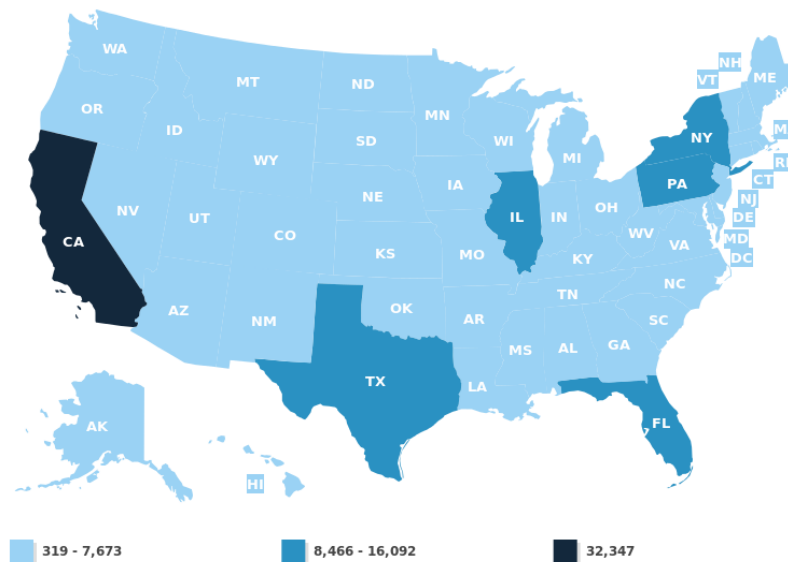 WA
MT
ND
MN
VT
NH
ME
OR
ID
SD
WI
MI
NY
WY
IA
NE
PA
RI
CT
NJ
NV
UT
CO
IL
IN
OH
DE
CA
KS
MO
WV
VA
MD
KY
DC
AZ
NM
OK
AR
TN
NC
SC
MS
AL
GA
TX
LA
FL
AK
HI
319 - 7,673
8,466 - 16,092
32,347